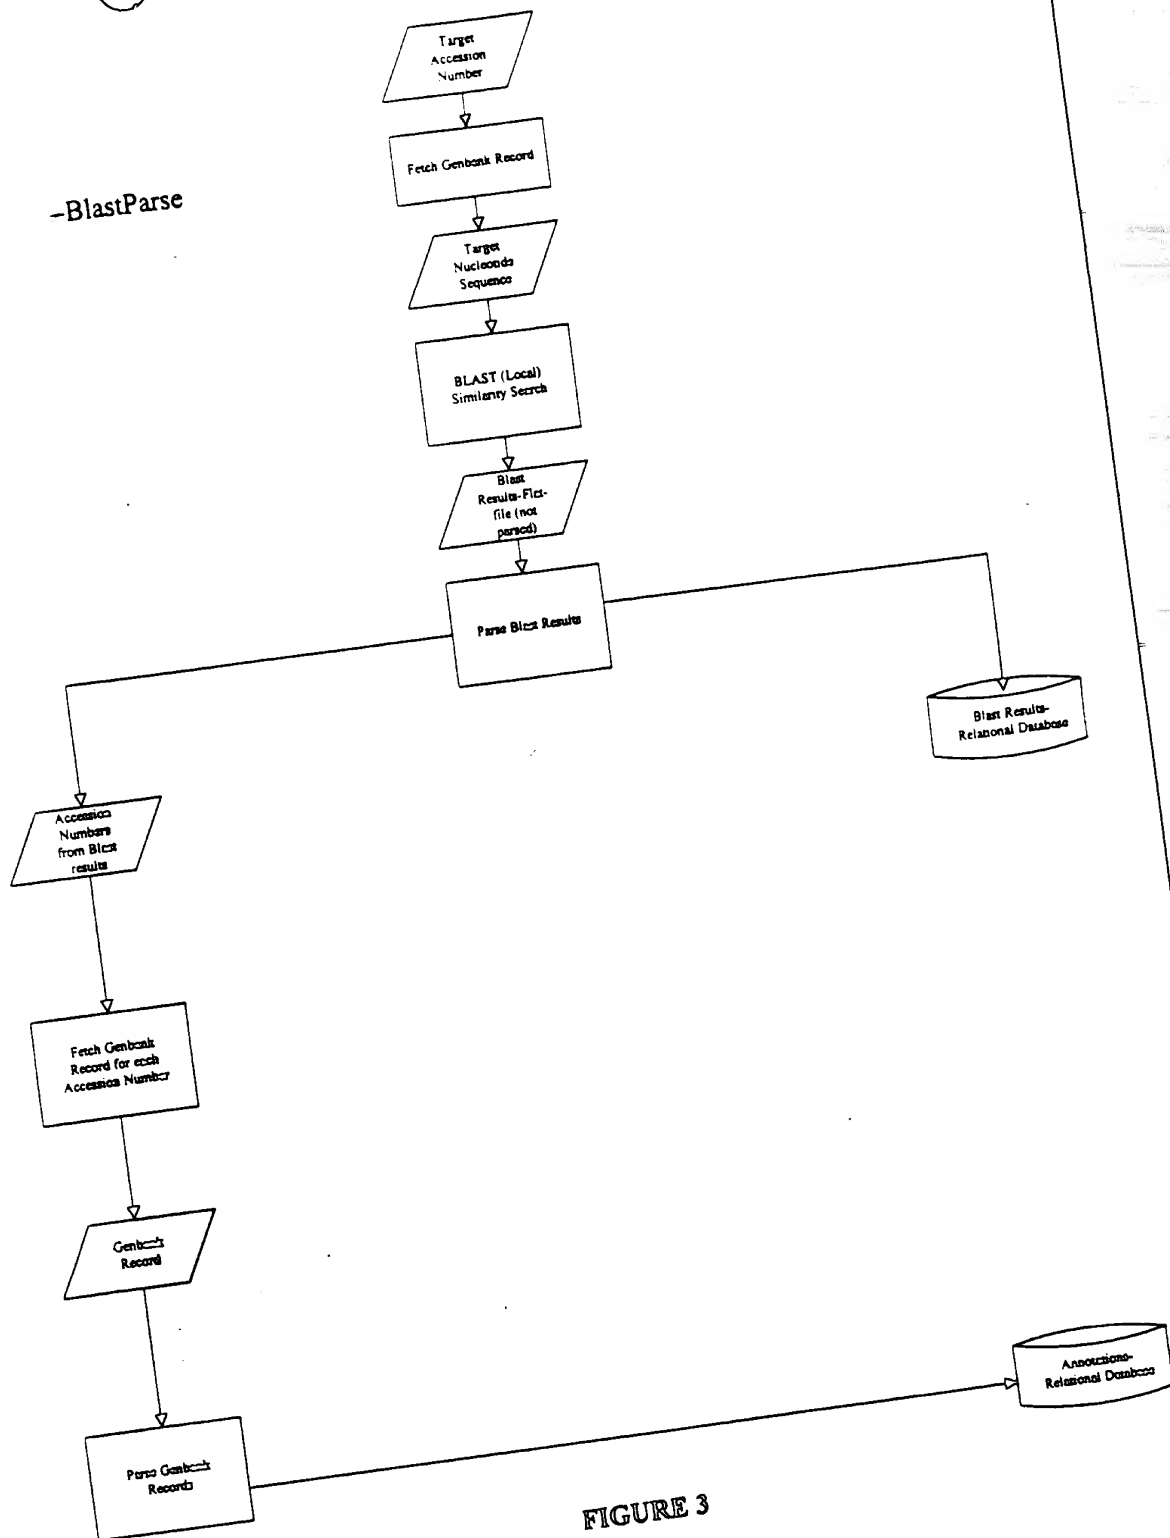 Target
Accession
Number
Fetch Genbank Record
–BlastParse
Target
Nucleotide
Sequence
BLAST (Local)
Similarity Search
Blast
Results-Flat-
file (not
parsed)
Parse Blast Results
Blast Results-
Relational Database
Accession
Numbers
from Blast
results
Fetch Genbank
Record for each
Accession Number
Genbank
Record
Annotations-
Relational Database
Parse Genbank
Records
FIGURE 3